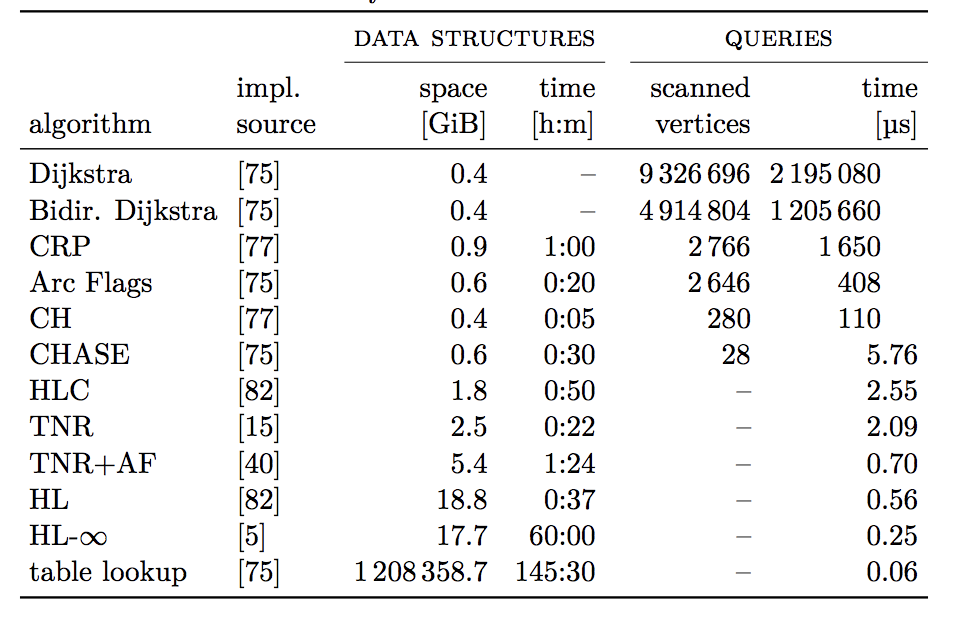 DATA STRUCTURES QUERIES
impl. space time scanned time
algorithm source [GiB] [h:m] vertices [µs]
Dijkstra [75] 0.4 – 9 326 696 2 195 080
Bidir. Dijkstra [75] 0.4 – 4 914 804 1 205 660
CRP [77] 0.9 1:00 2 766 1 650
Arc Flags [75] 0.6 0:20 2 646 408
CH [77] 0.4 0:05 280 110
CHASE [75] 0.6 0:30 28 5.76
HLC [82] 1.8 0:50 – 2.55
TNR [15] 2.5 0:22 – 2.09
TNR+AF [40] 5.4 1:24 – 0.70
HL [82] 18.8 0:37 – 0.56
HL-∞ [5] 17.7 60:00 – 0.25
table lookup [75] 1 208 358.7 145:30 – 0.06